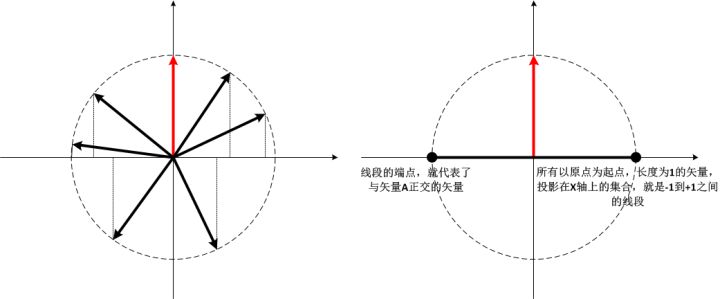 线段的端点，就代表了
与矢量A正交的矢量
所有以原点为起点，长度为1的矢量，
投影在X轴上的集合，就是-1到+1之间
的线段